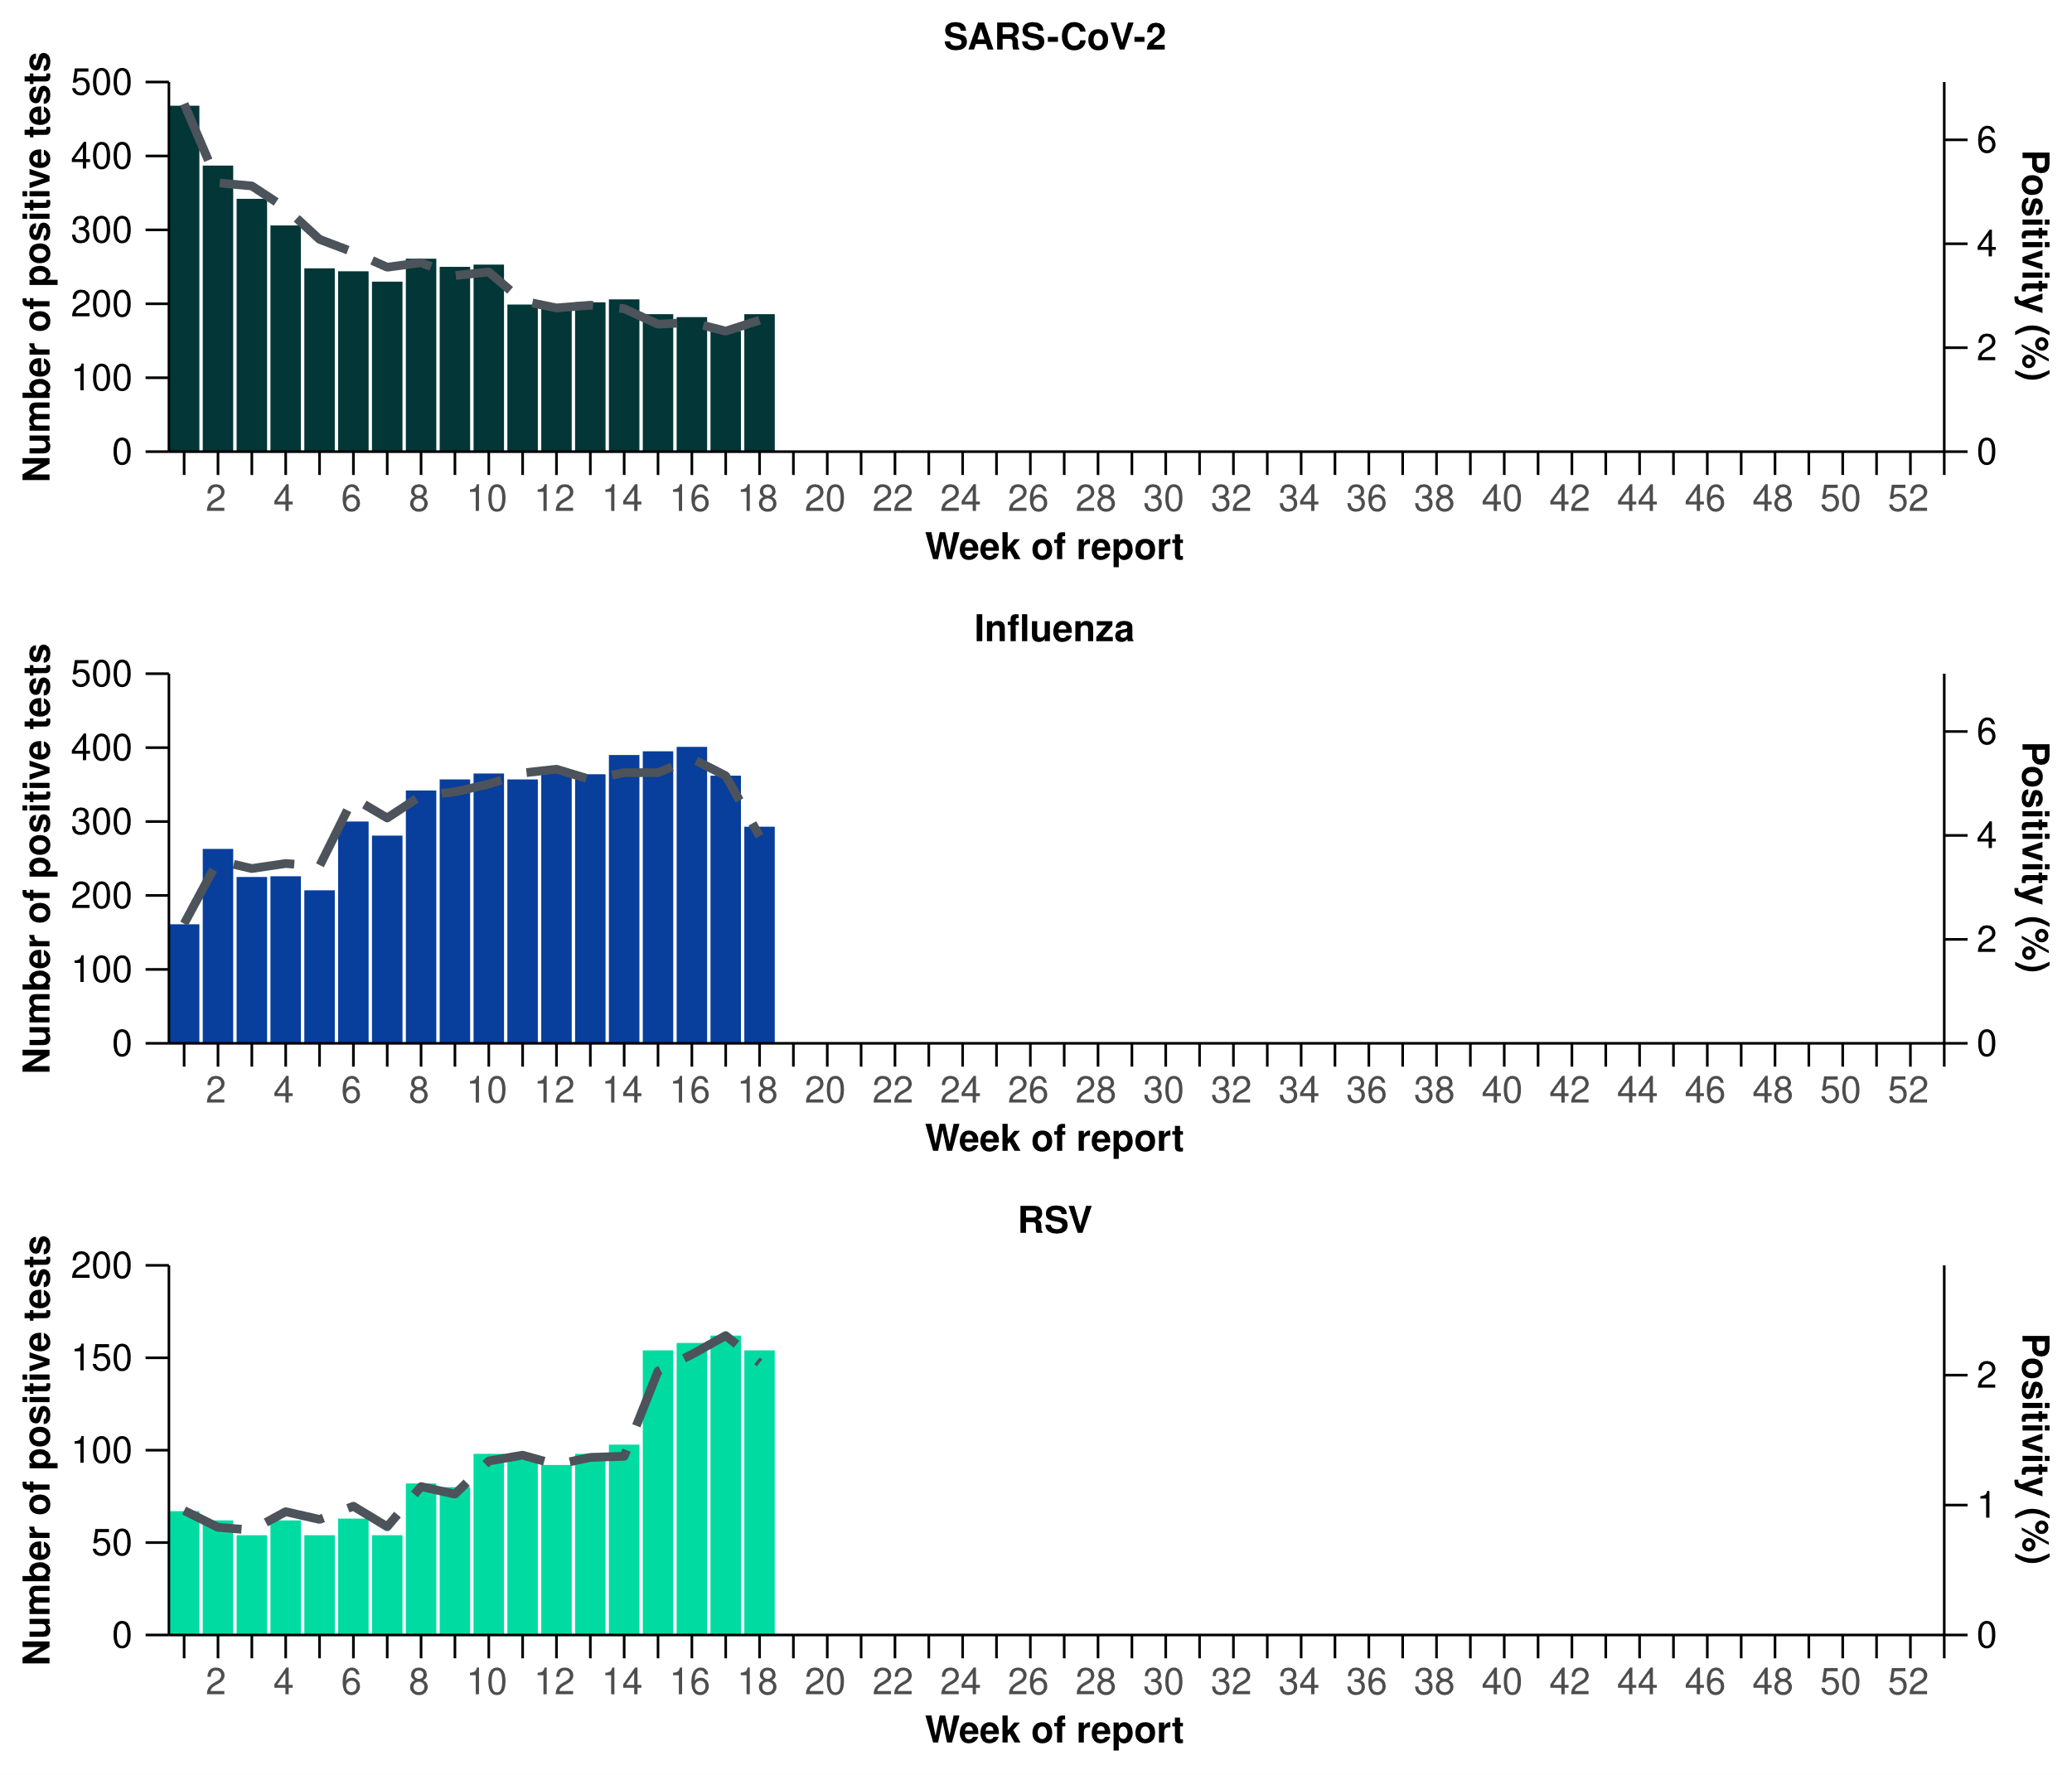 SARS-CoV-2
Number of positive tests
500
400
300
200
100
0
6
4
2
0
Positivity (%)
2 4 6 8 10 12 14 16 18 20 22 24 26 28 30 32 34 36 38 40 42 44 46 48 50 52
Week of report
Influenza
Number of positive tests
500
400
300
200
100
0
6
4
2
0
Positivity (%)
2 4 6 8 10 12 14 16 18 20 22 24 26 28 30 32 34 36 38 40 42 44 46 48 50 52
Week of report
RSV
Number of positive tests
200
150
100
50
0
2
1
0
Positivity (%)
2 4 6 8 10 12 14 16 18 20 22 24 26 28 30 32 34 36 38 40 42 44 46 48 50 52
Week of report